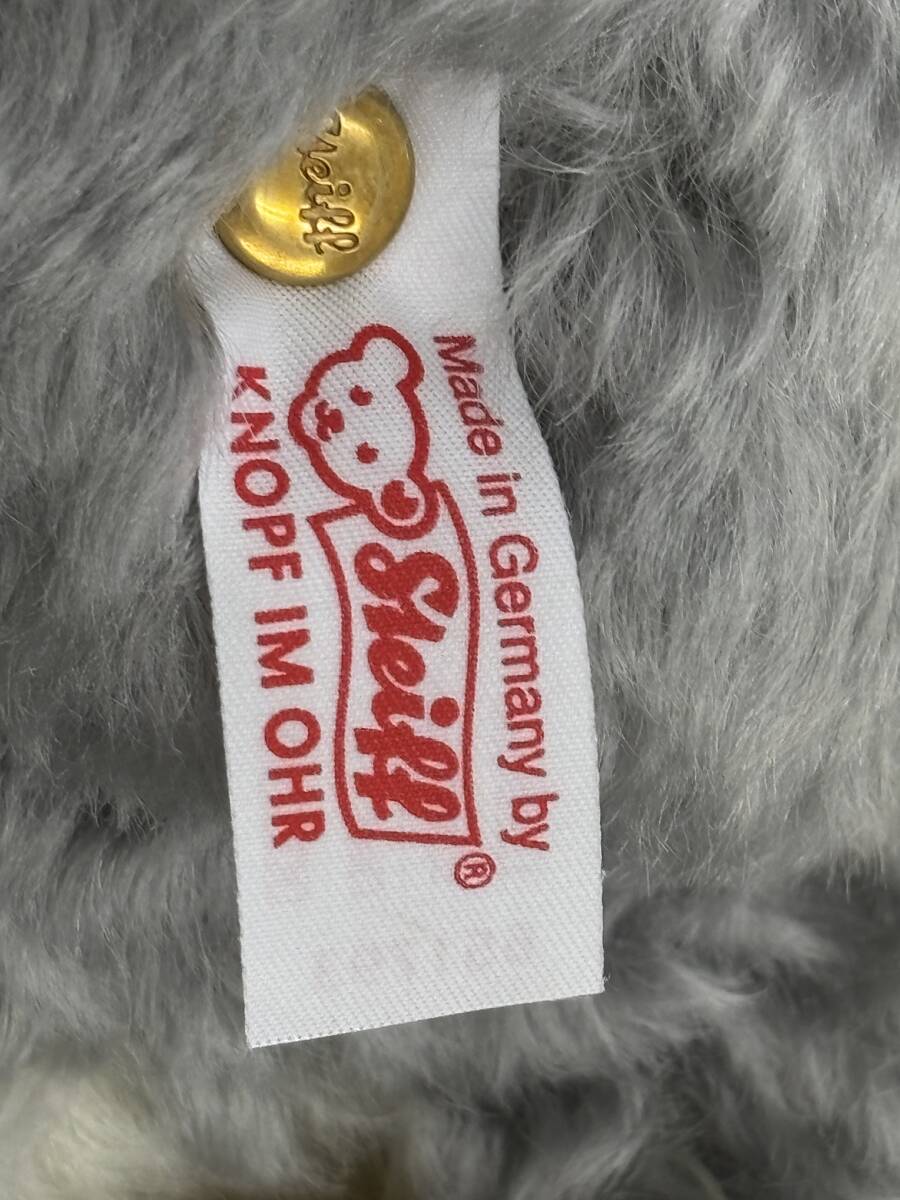 Steiff
Made in Germany by
Steiff®
KNOPF IM OHR